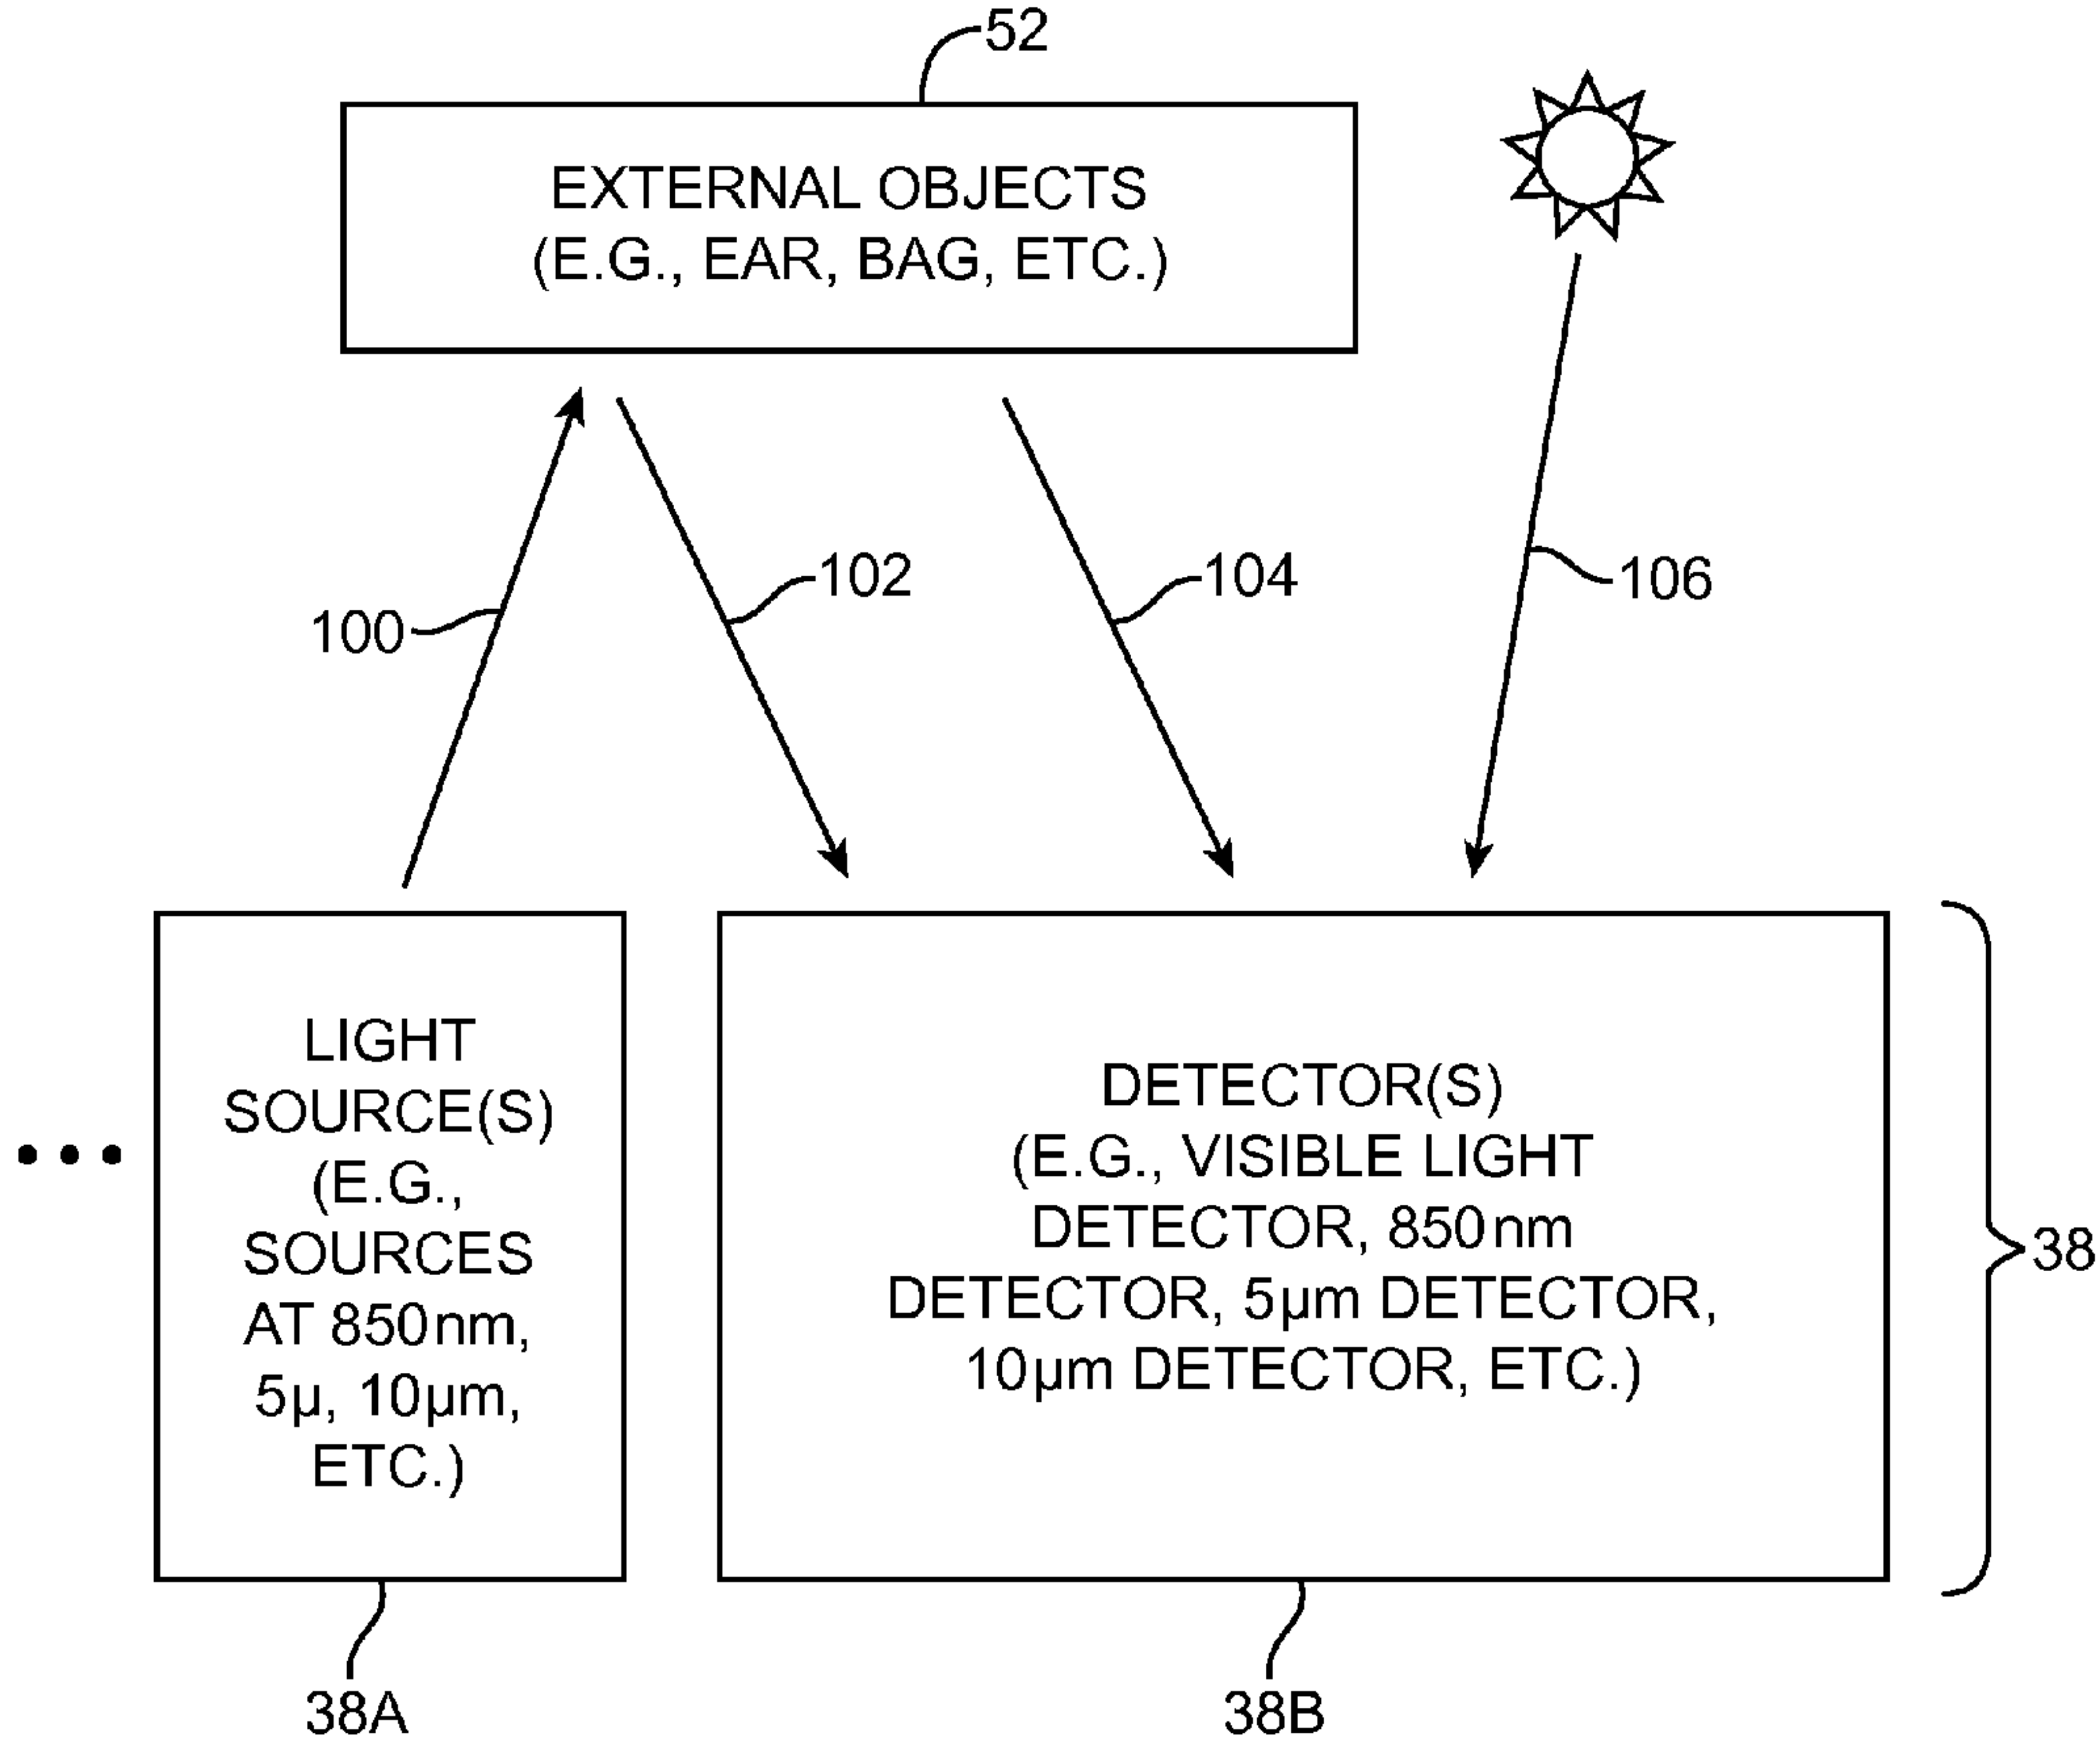 52
EXTERNAL OBJECTS
(E.G., EAR, BAG, ETC.)
100
102
104
106
LIGHT
SOURCE(S)
(E.G.,
SOURCES
AT 850nm,
5µ, 10µm,
ETC.)
DETECTOR(S)
(E.G., VISIBLE LIGHT
DETECTOR, 850nm
DETECTOR, 5µm DETECTOR,
10µm DETECTOR, ETC.)
38
38A
38B